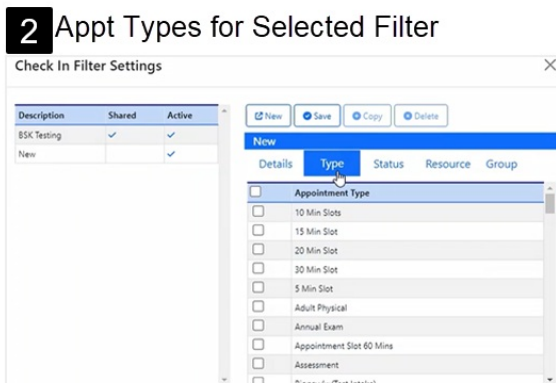 2 Appt Types for Selected Filter
Check In Filter Settings
Description Shared Active
BSK Testing
New
New Save Copy Delete
New
Details Type Status Resource Group
Appointment Type
10 Min Slots
15 Min Slot
20 Min Slot
30 Min Slot
5 Min Slot
Adult Physical
Annual Exam
Appointment Slot 60 Mins
Assessment